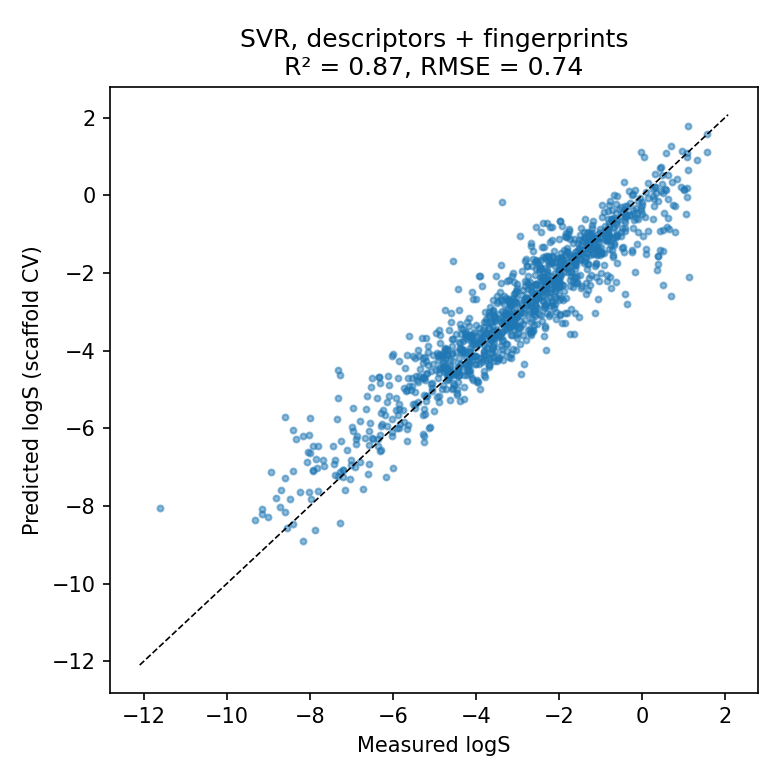 SVR, descriptors + fingerprints
R² = 0.87, RMSE = 0.74
2
0
−2
−4
−6
−8
−10
−12
Predicted logS (scaffold CV)
−12 −10 −8 −6 −4 −2 0 2
Measured logS